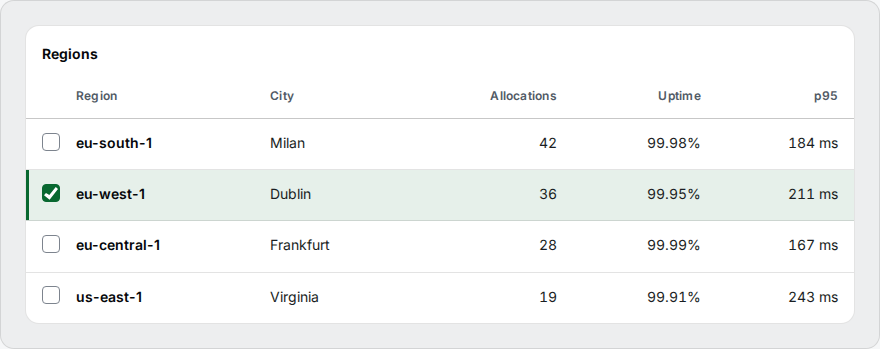 Regions
Region City Allocations Uptime p95
eu-south-1 Milan 42 99.98% 184 ms
eu-west-1 Dublin 36 99.95% 211 ms
eu-central-1 Frankfurt 28 99.99% 167 ms
us-east-1 Virginia 19 99.91% 243 ms